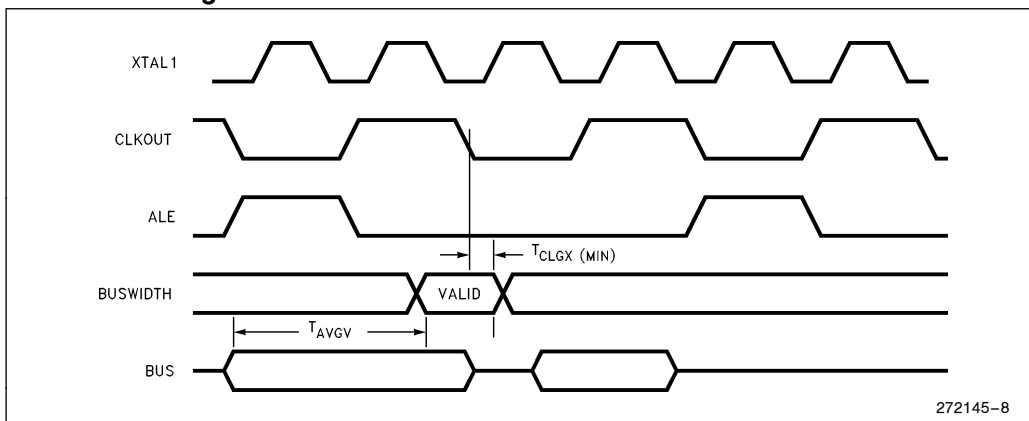 g
XTAL1
CLKOUT
ALE
TCLGX (MIN)
BUSWIDTH
VALID
TAVGV
BUS
272145–8